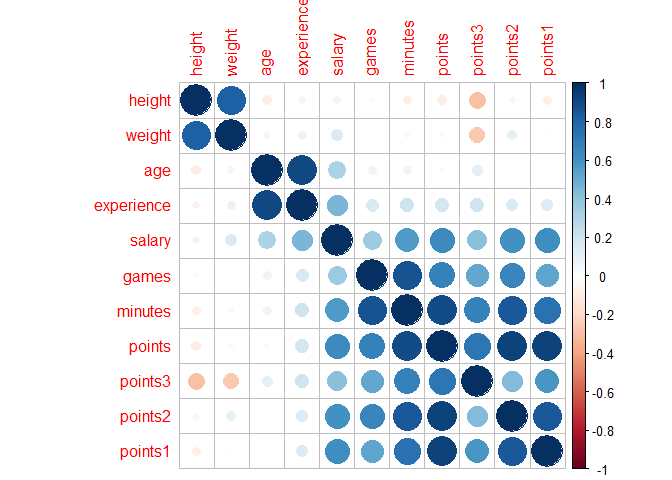 height
weight
age
experience
salary
games
minutes
points
points3
points2
points1
height
weight
age
experience
salary
games
minutes
points
points3
points2
points1
1
0.8
0.6
0.4
0.2
0
-0.2
-0.4
-0.6
-0.8
-1